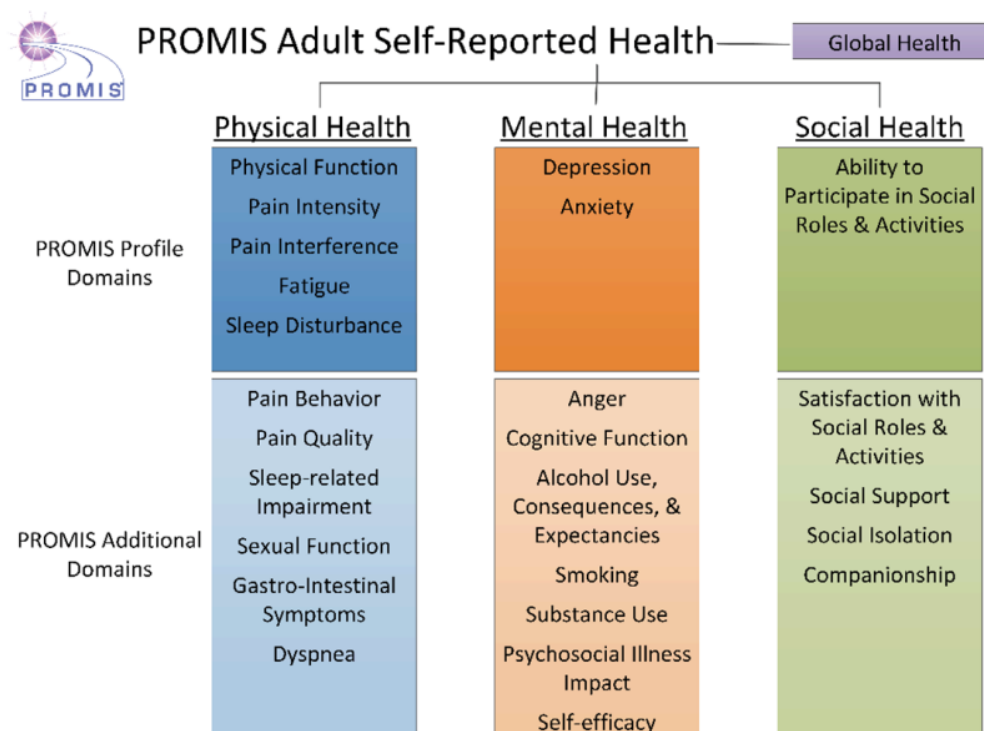 PROMIS
PROMIS Adult Self-Reported Health
Global Health
Physical Health
Mental Health
Social Health
PROMIS Profile
Domains
Physical Function
Pain Intensity
Pain Interference
Fatigue
Sleep Disturbance
Depression
Anxiety
Ability to
Participate in Social
Roles & Activities
PROMIS Additional
Domains
Pain Behavior
Pain Quality
Sleep-related
Impairment
Sexual Function
Gastro-Intestinal
Symptoms
Dyspnea
Anger
Cognitive Function
Alcohol Use,
Consequences, &
Expectancies
Smoking
Substance Use
Psychosocial Illness
Impact
Self-efficacy
Satisfaction with
Social Roles &
Activities
Social Support
Social Isolation
Companionship